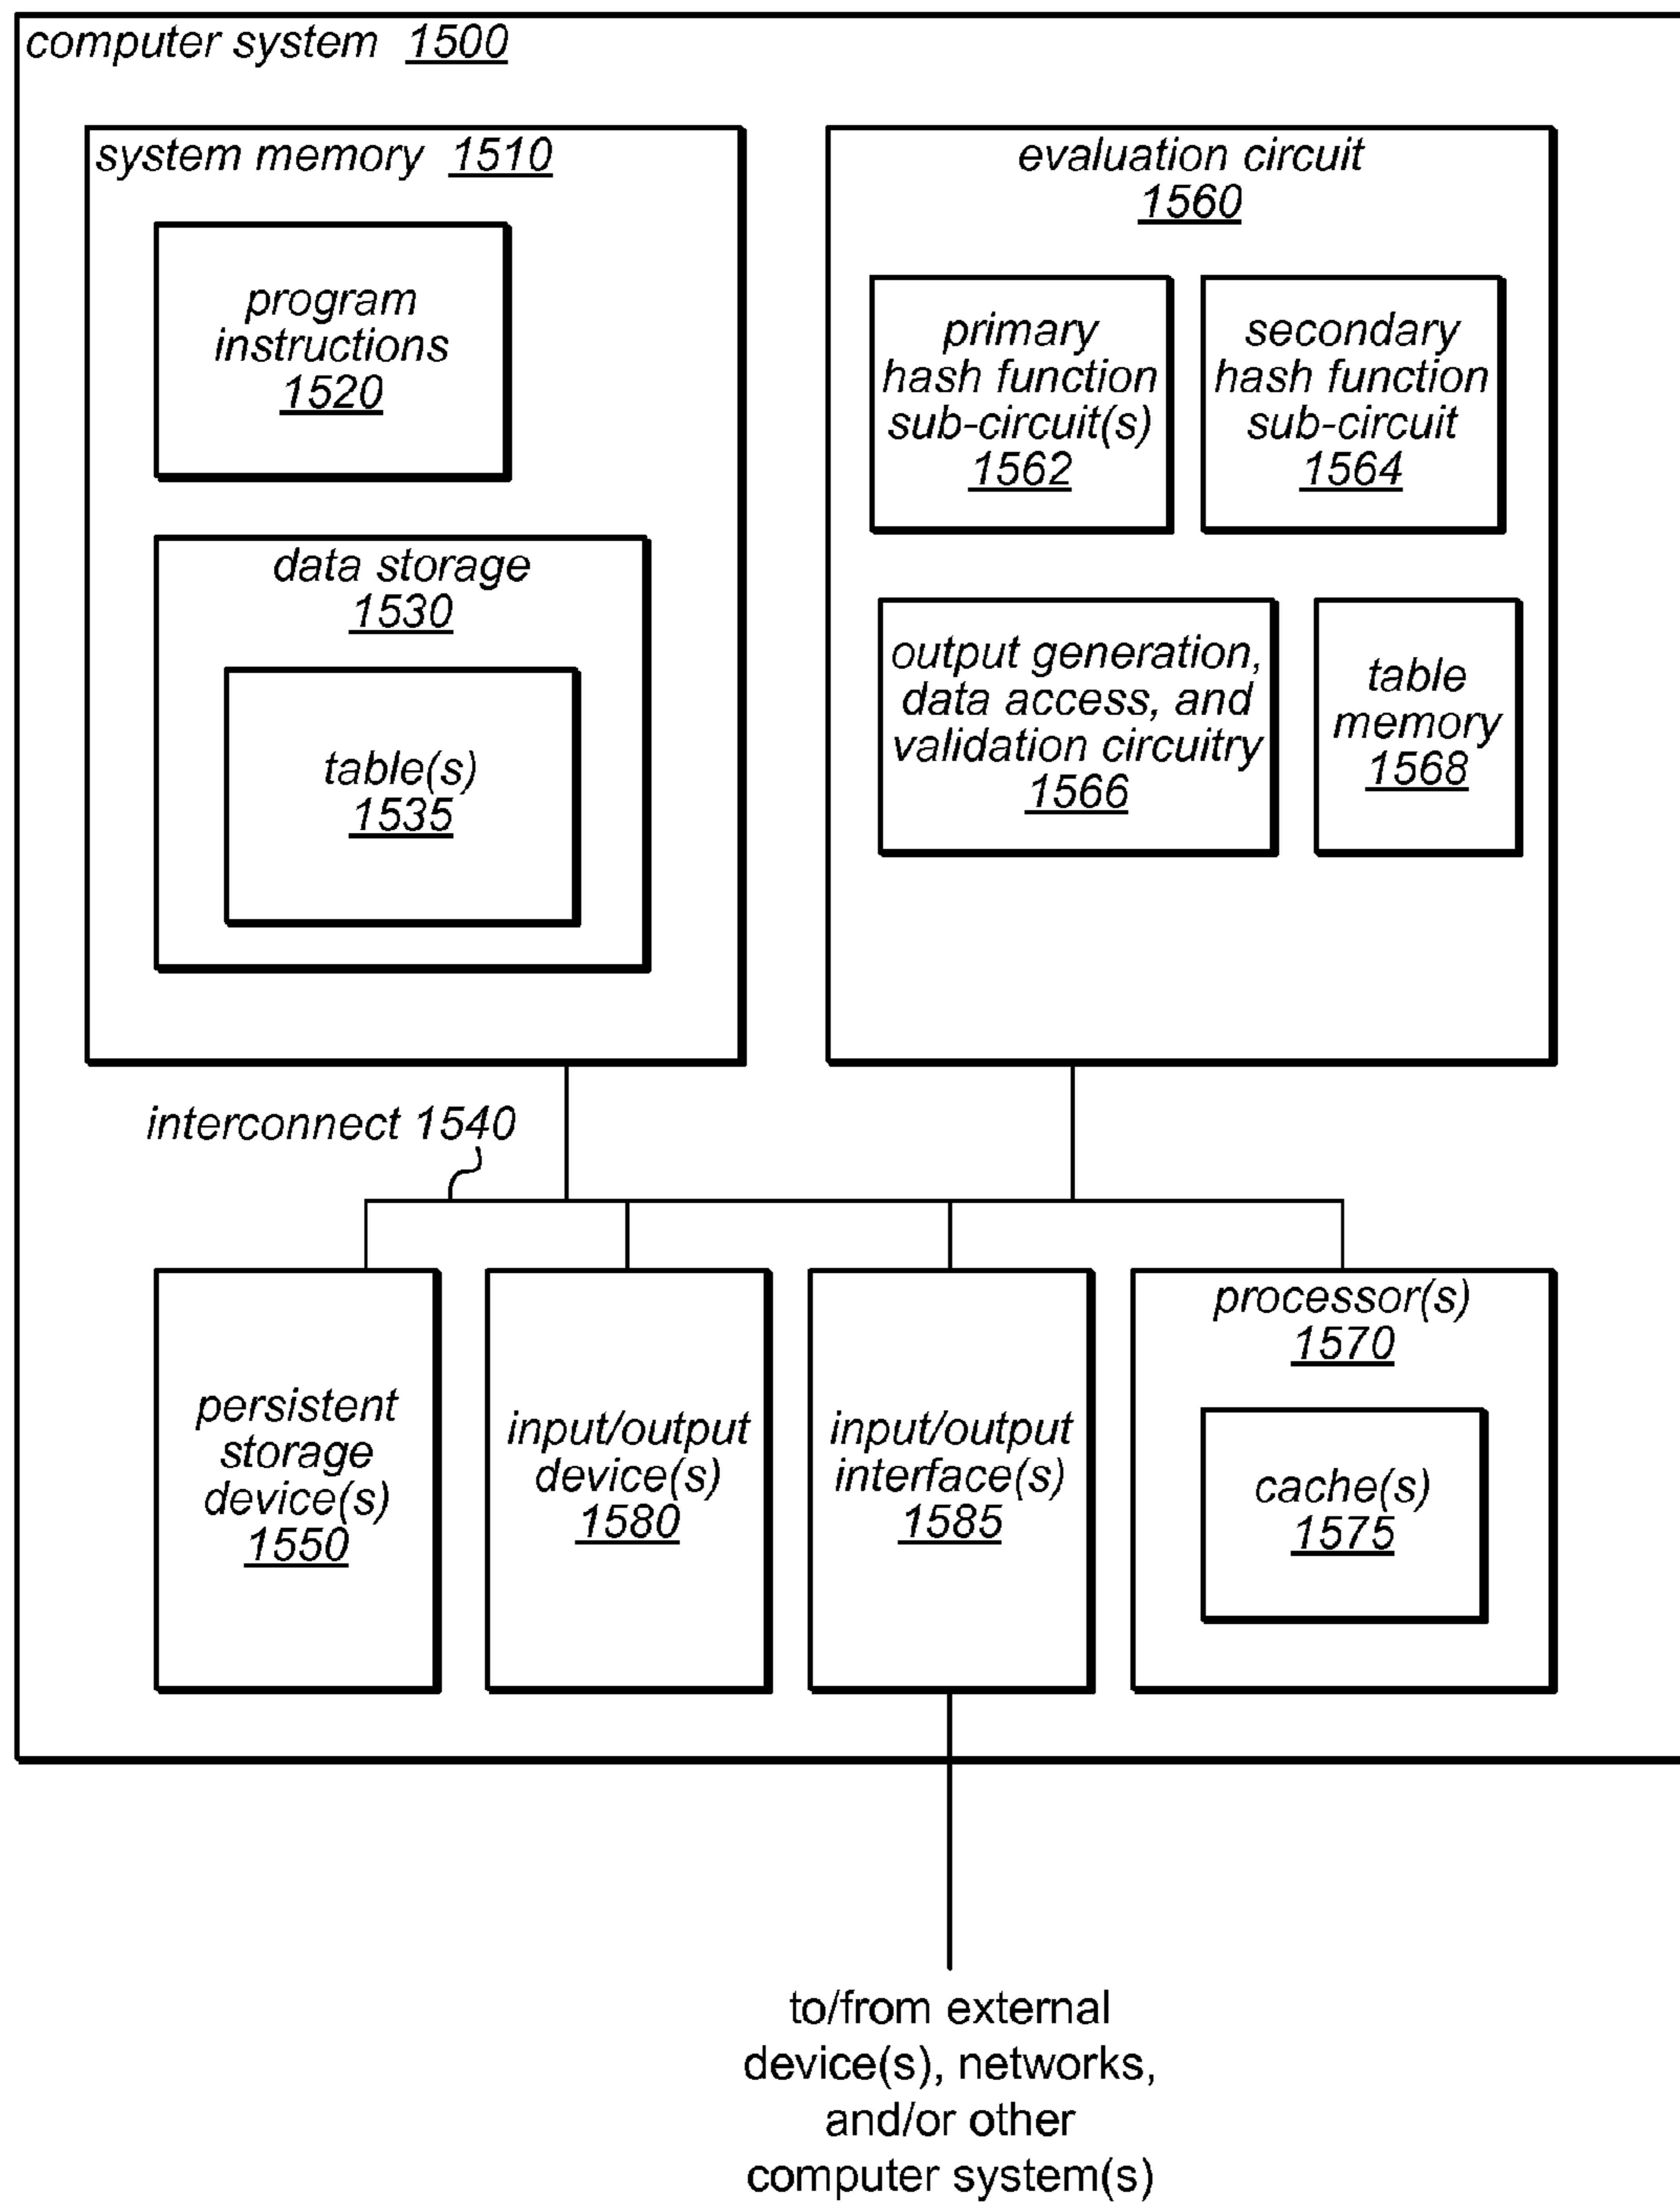 computer system 1500
system memory 1510
program
instructions
1520
data storage
1530
table(s)
1535
evaluation circuit
1560
primary
hash function
sub-circuit(s)
1562
secondary
hash function
sub-circuit
1564
output generation,
data access, and
validation circuitry
1566
table
memory
1568
interconnect 1540
persistent
storage
device(s)
1550
input/output
device(s)
1580
input/output
interface(s)
1585
processor(s)
1570
cache(s)
1575
to/from external
device(s), networks,
and/or other
computer system(s)